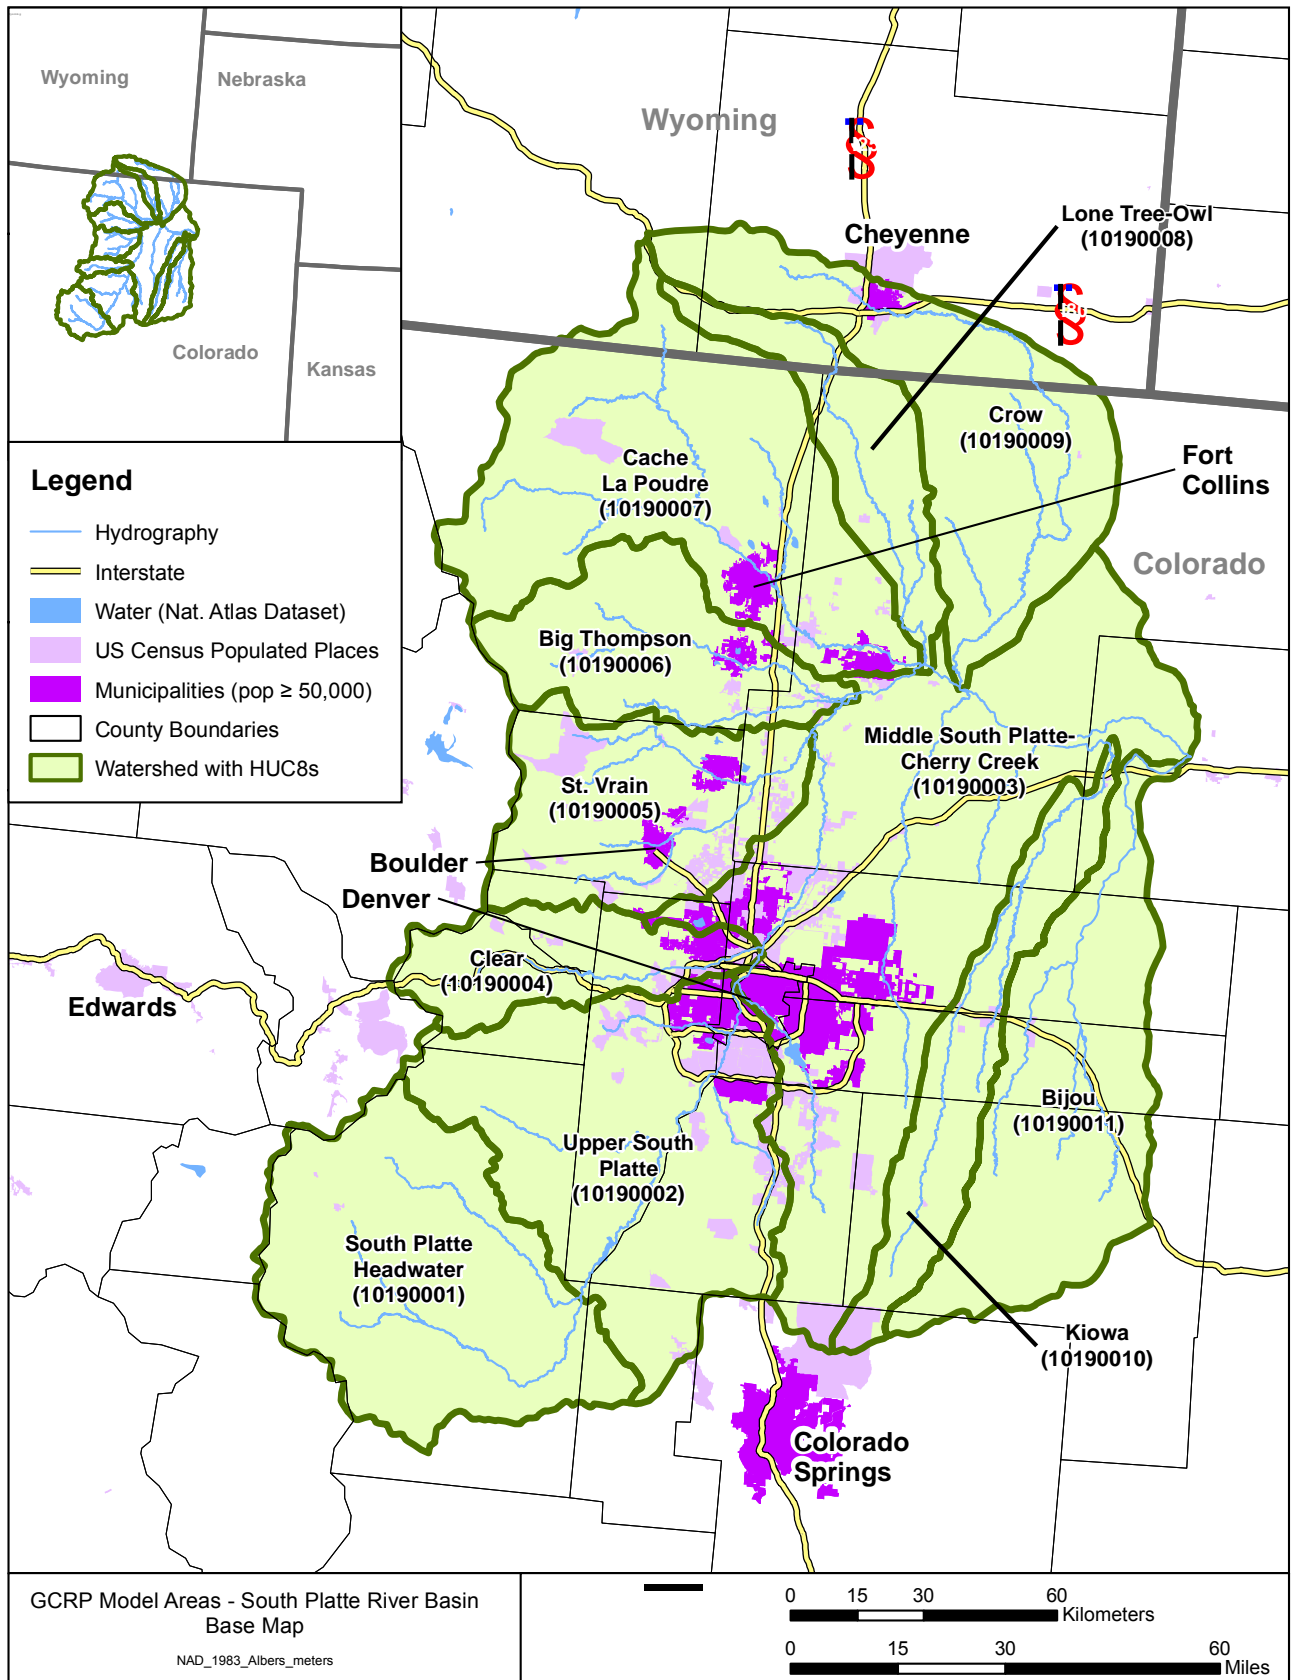 Wyoming
Nebraska
Colorado
Kansas
Wyoming
Lone Tree-Owl
(10190008)
Cheyenne
Crow
(10190009)
Fort
Collins
Cache
La Poudre
(10190007)
Colorado
Legend
Hydrography
Interstate
Water (Nat. Atlas Dataset)
US Census Populated Places
Municipalities (pop ≥ 50,000)
County Boundaries
Watershed with HUC8s
Big Thompson
(10190006)
Middle South Platte-
Cherry Creek
(10190003)
St. Vrain
(10190005)
Boulder
Denver
Clear
(10190004)
Edwards
Bijou
(10190011)
Upper South
Platte
(10190002)
South Platte
Headwater
(10190001)
Kiowa
(10190010)
Colorado
Springs
GCRP Model Areas - South Platte River Basin
Base Map
NAD_1983_Albers_meters
0 15 30 60
Kilometers
0 15 30 60
Miles